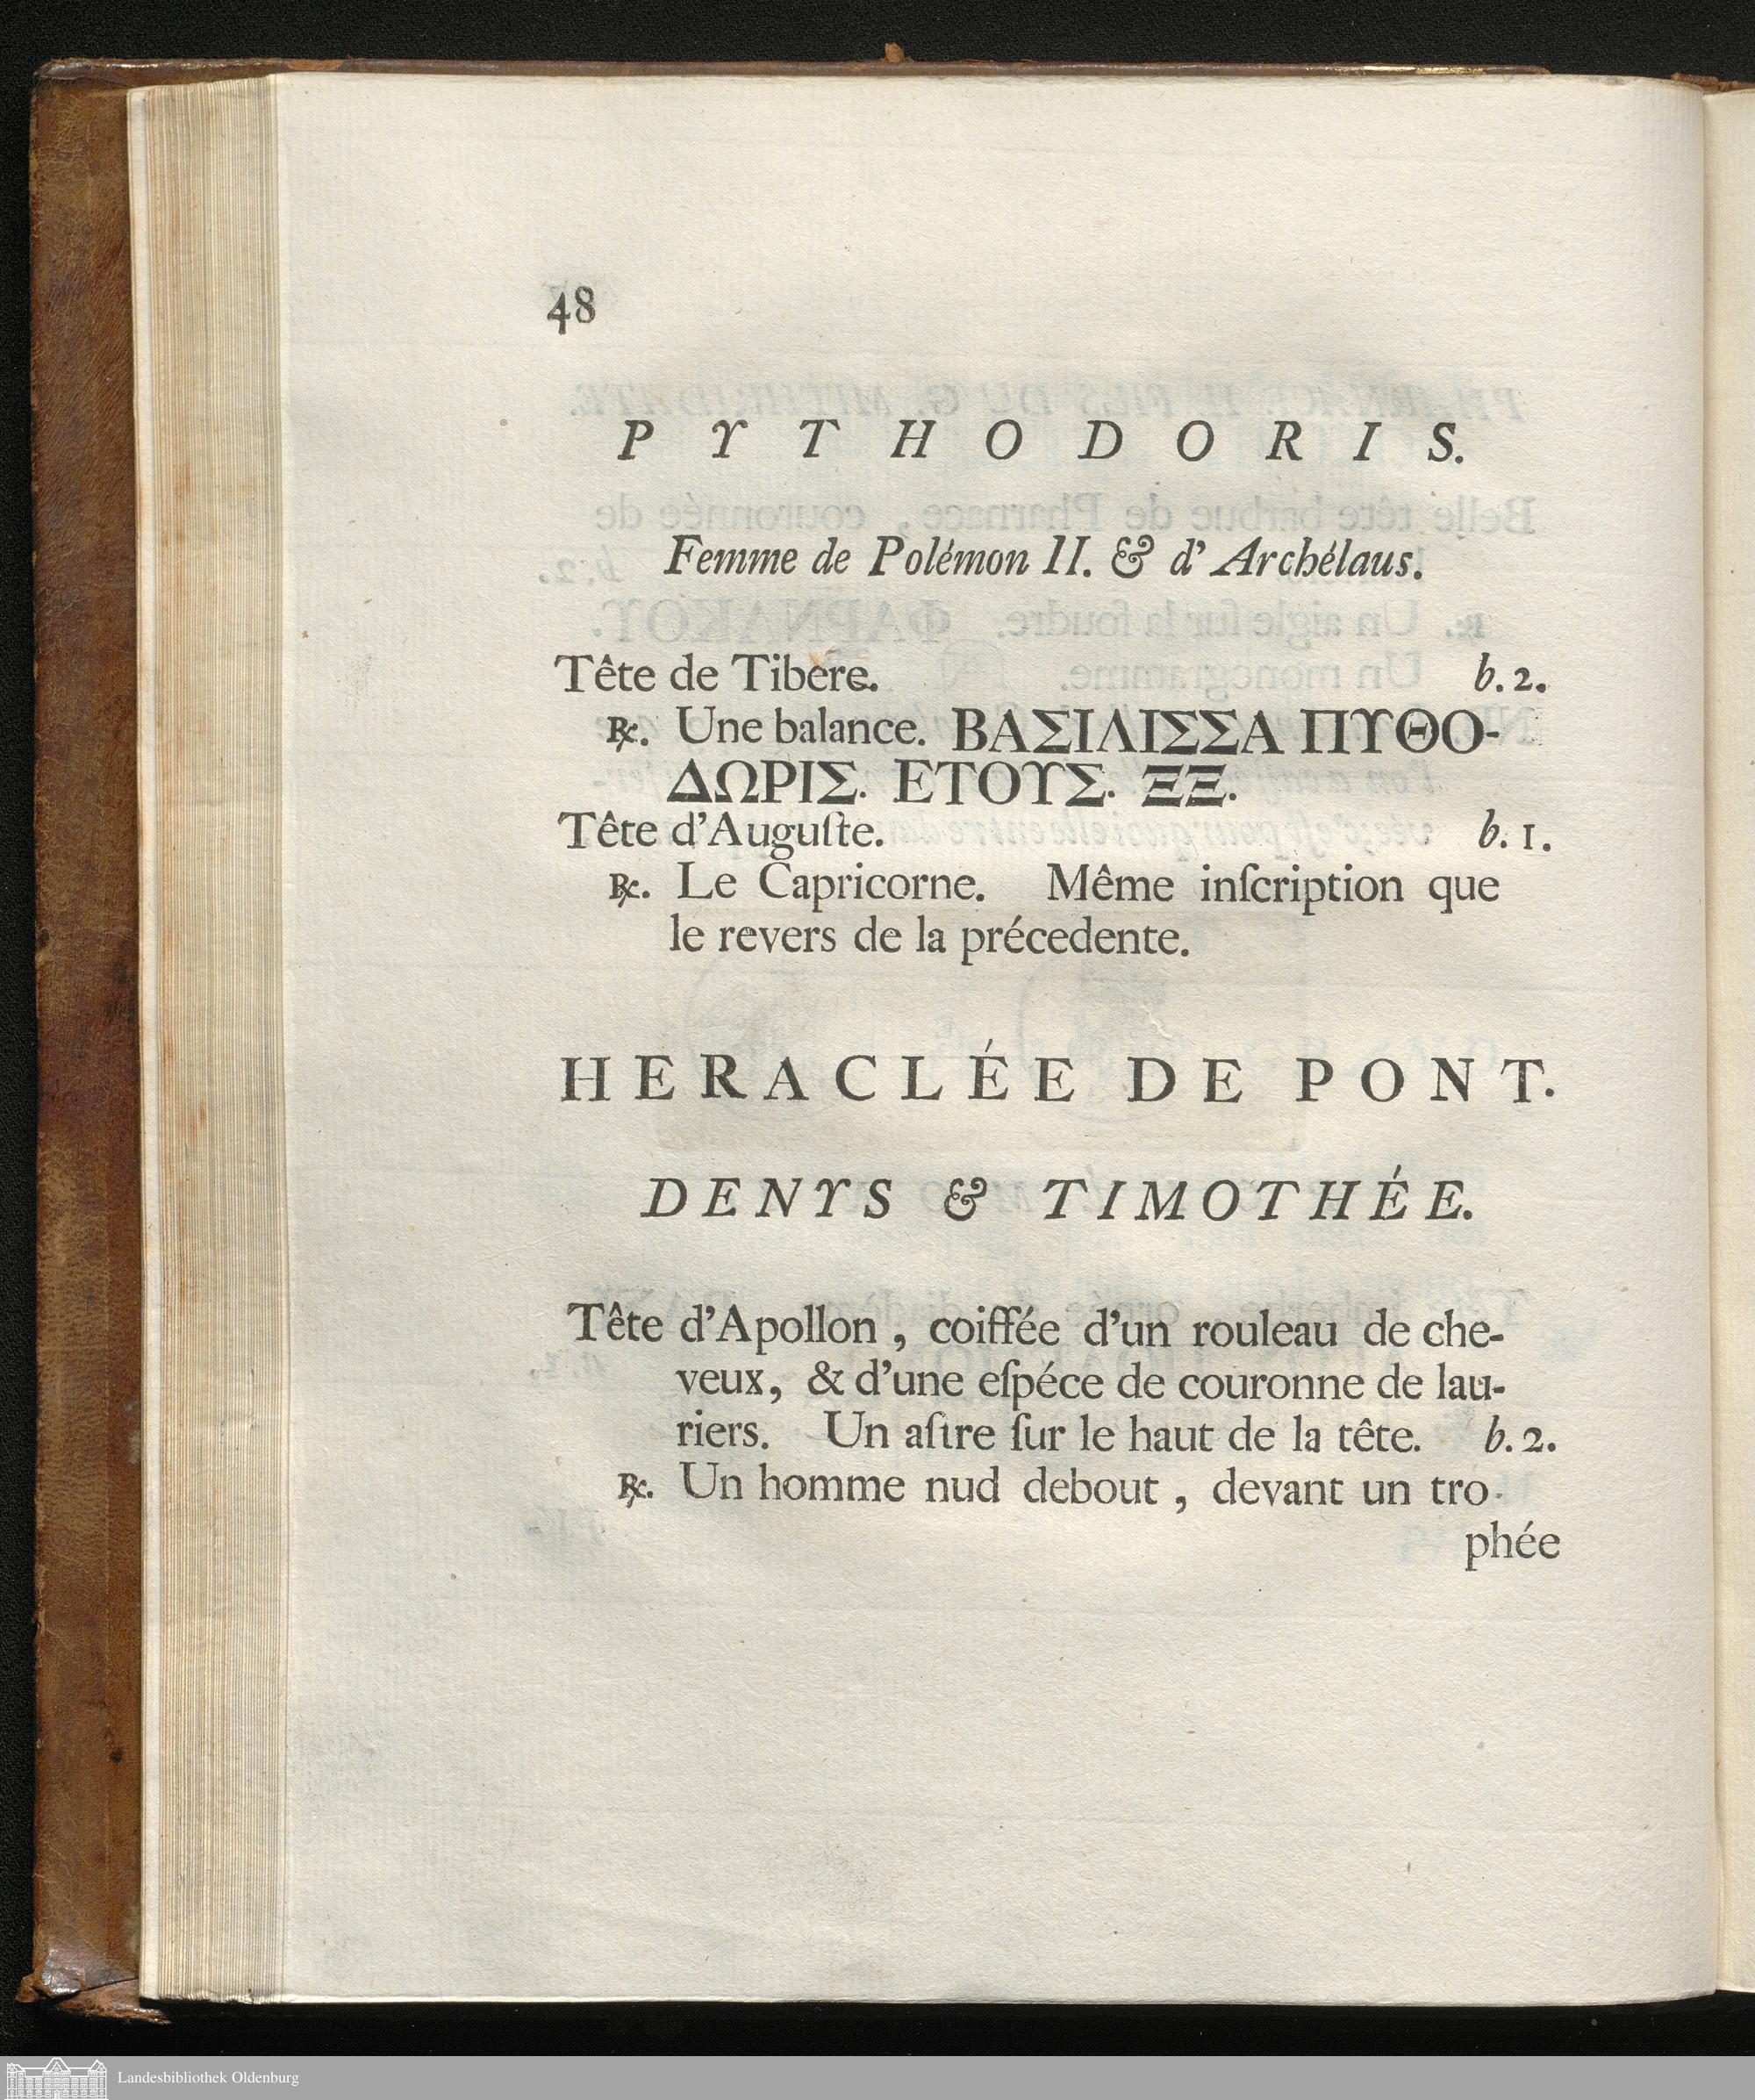 48
PYTHODORIS.
Femme de Polémon II. & d' Archélaus.
Tête de Tibere. b. 2.
℞. Une balance. ΒΑΣΙΛΙΣΣΑ ΠΥΘΟ-
ΔΩΡΙΣ. ΕΤΟΥΣ. ΞΞ.
Tête d'Auguſte. b. 1.
℞. Le Capricorne. Même inſcription que
le revers de la précedente.
HERACLÉE DE PONT.
DENYS & TIMOTHÉE.
Tête d'Apollon, coiffée d'un rouleau de che-
veux, & d'une eſpéce de couronne de lau-
riers. Un aſtre ſur le haut de la tête. b. 2.
℞. Un homme nud debout, devant un tro-
phée
Landesbibliothek Oldenburg